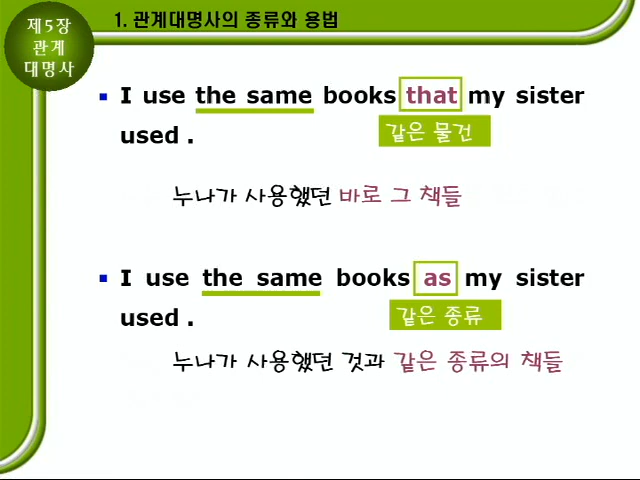 제5장
관계
대명사
1. 관계대명사의 종류와 용법
I use the same books that my sister
used .
같은 물건
누나가 사용했던 바로 그 책들
I use the same books as my sister
used .
같은 종류
누나가 사용했던 것과 같은 종류의 책들